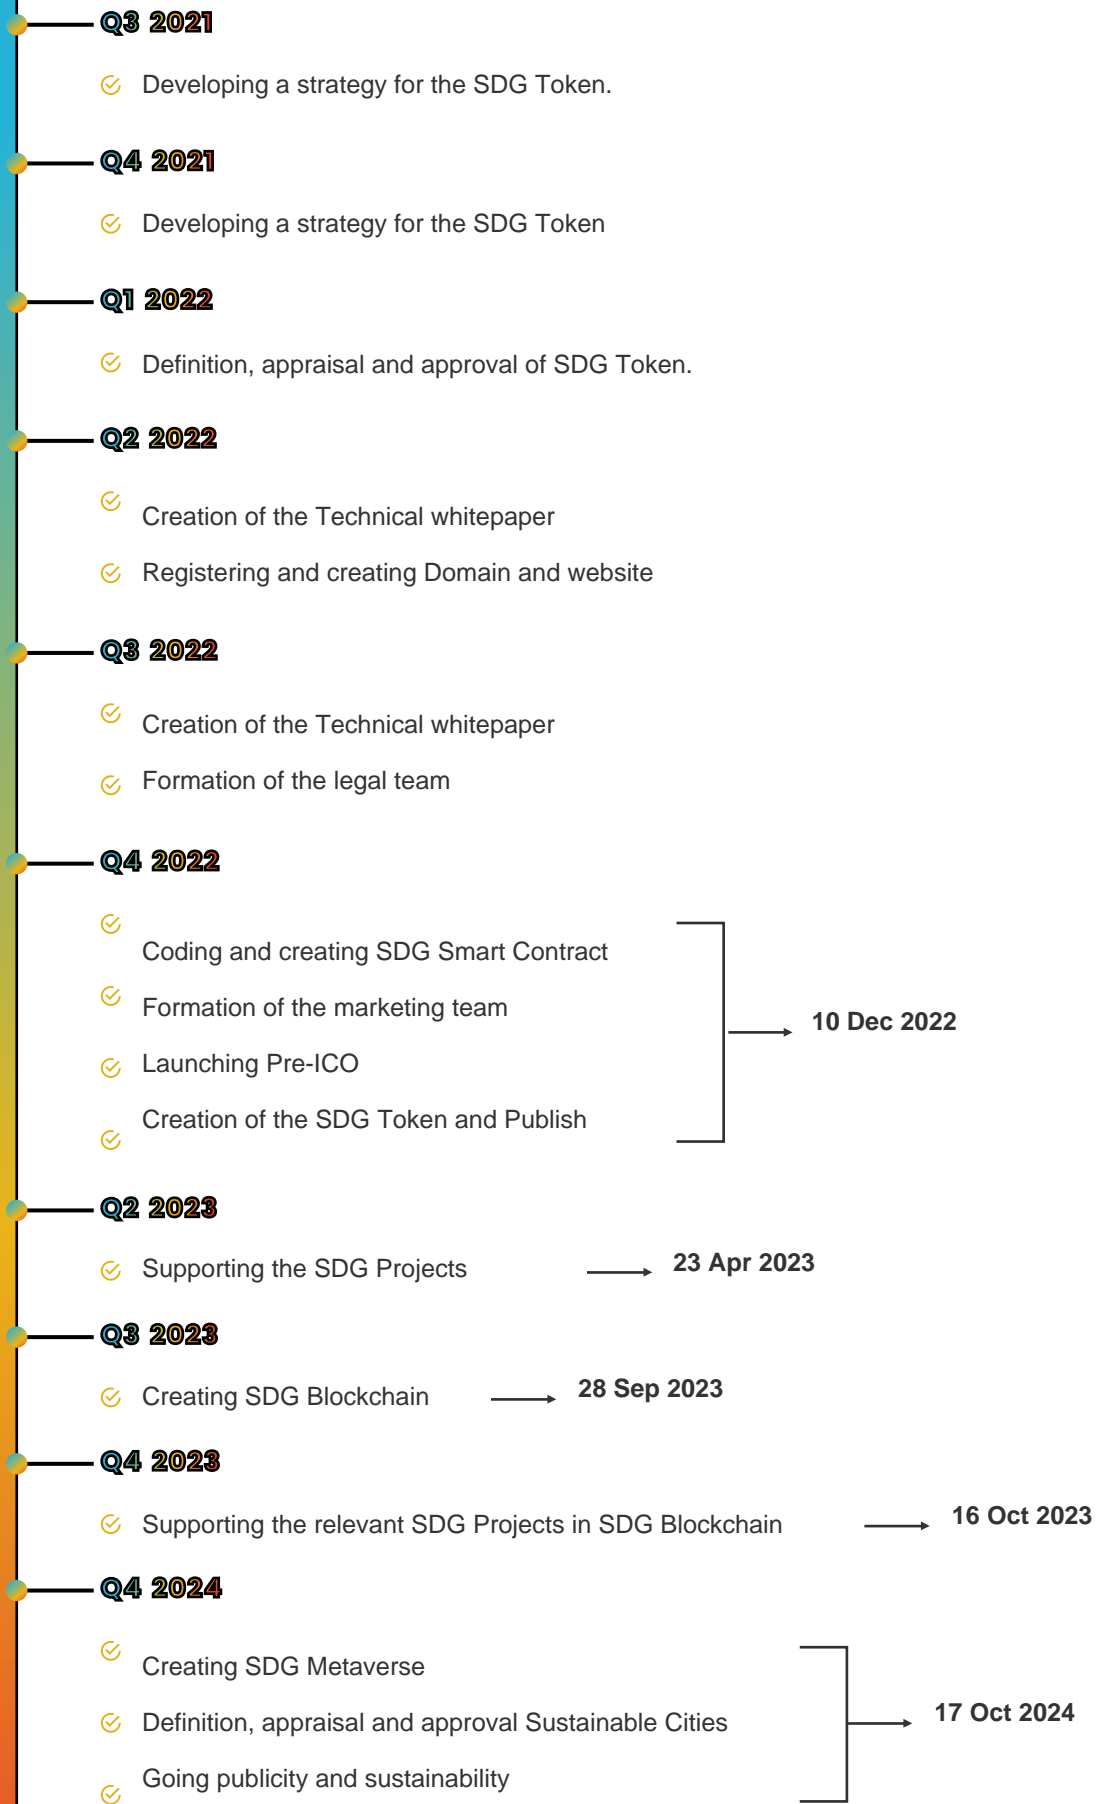 Q3 2021
Developing a strategy for the SDG Token.
Q4 2021
Developing a strategy for the SDG Token
Q1 2022
Definition, appraisal and approval of SDG Token.
Q2 2022
Creation of the Technical whitepaper
Registering and creating Domain and website
Q3 2022
Creation of the Technical whitepaper
Formation of the legal team
Q4 2022
Coding and creating SDG Smart Contract
Formation of the marketing team
10 Dec 2022
Launching Pre-ICO
Creation of the SDG Token and Publish
Q2 2023
Supporting the SDG Projects
23 Apr 2023
Q3 2023
Creating SDG Blockchain
28 Sep 2023
Q4 2023
Supporting the relevant SDG Projects in SDG Blockchain
16 Oct 2023
Q4 2024
Creating SDG Metaverse
Definition, appraisal and approval Sustainable Cities
17 Oct 2024
Going publicity and sustainability